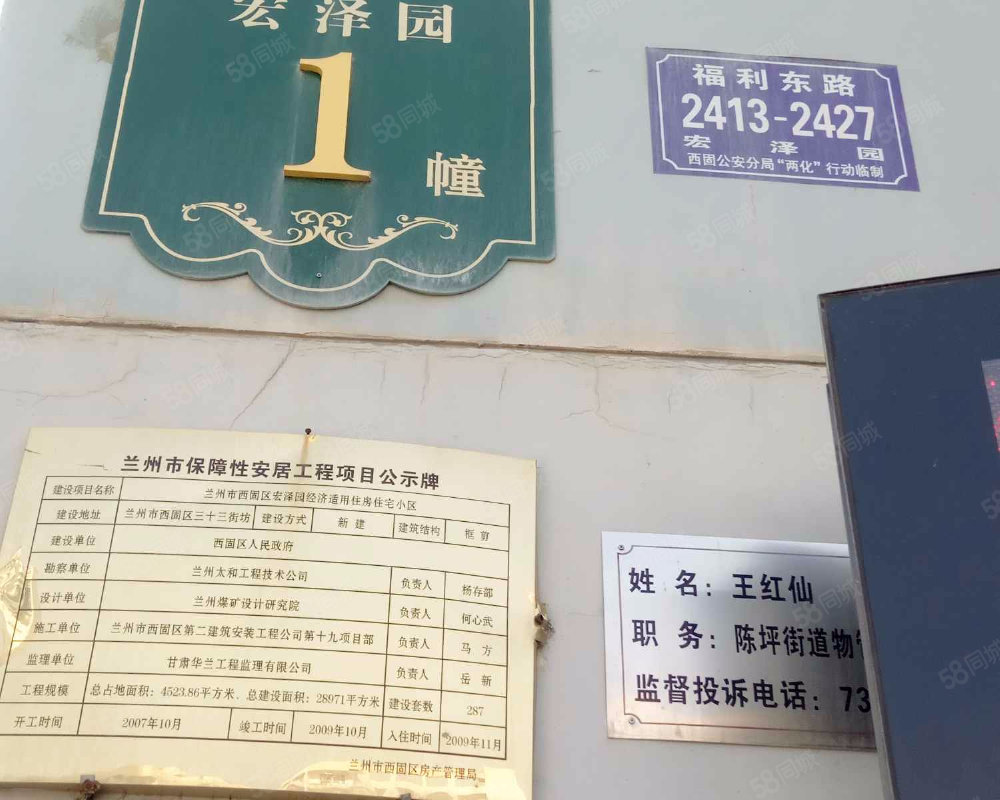 宏泽园
1
幢
福利东路
2413-2427
宏泽园
西固公安分局“两化”行动临制
兰州市保障性安居工程项目公示牌
建设项目名称 兰州市西固区宏泽园经济适用住房住宅小区
建设地址 兰州市西固区三十三街坊 建设方式 新建 建筑结构 框剪
建设单位 西固区人民政府
勘察单位 兰州太和工程技术公司 负责人 杨存部
设计单位 兰州煤矿设计研究院 负责人 何心武
施工单位 兰州市西固区第二建筑安装工程公司第十九项目部 负责人 马方
监理单位 甘肃华兰工程监理有限公司 负责人 岳新
工程规模 总占地面积：4523.86平方米、总建设面积：28971平方米 建设套数 287
开工时间 2007年10月 竣工时间 2009年10月 入住时间 2009年11月
兰州市西固区房产管理局
姓名：王红仙
职务：陈坪街道物
监督投诉电话：73
58同城